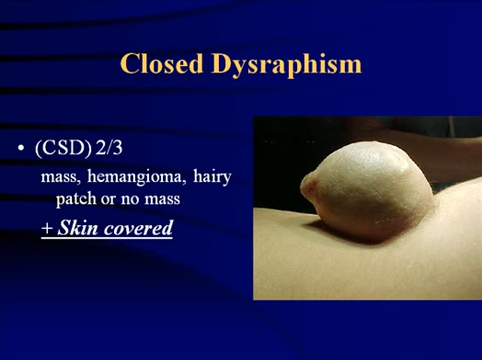 Closed Dysraphism
• (CSD) 2/3
mass, hemangioma, hairy
patch or no mass
+ Skin covered